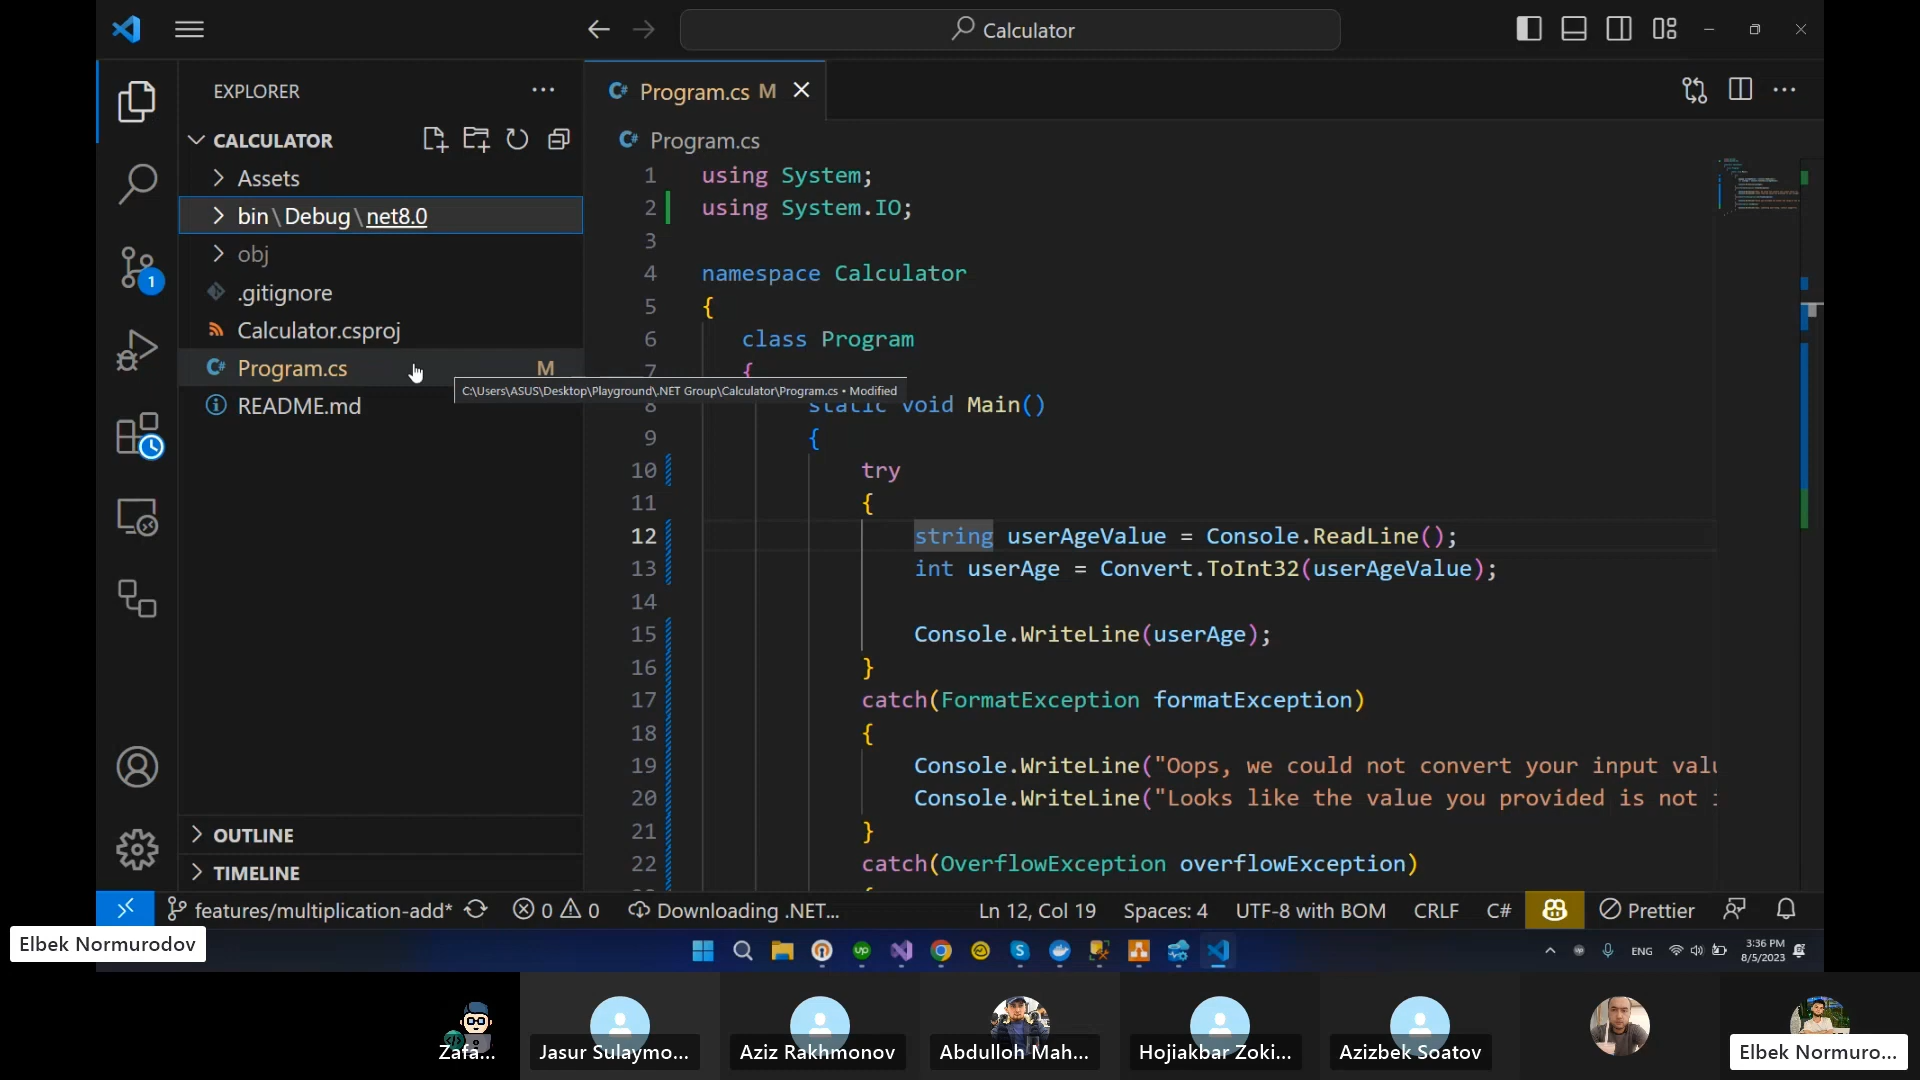 Calculator
EXPLORER
CALCULATOR
Assets
bin\Debug\net8.0
obj
.gitignore
Calculator.csproj
Program.cs M
README.md
OUTLINE
TIMELINE
Program.cs M
Program.cs
1 using System;
2 using System.IO;
3
4 namespace Calculator
5 {
6 class Program
7 {
C:\Users\ASUS\Desktop\Playground\.NET Group\Calculator\Program.cs • Modified
8 static void Main()
9 {
10 try
11 {
12 string userAgeValue = Console.ReadLine();
13 int userAge = Convert.ToInt32(userAgeValue);
14
15 Console.WriteLine(userAge);
16 }
17 catch(FormatException formatException)
18 {
19 Console.WriteLine("Oops, we could not convert your input
20 Console.WriteLine("Looks like the value you provided is not
21 }
22 catch(OverflowException overflowException)
{
1
features/multiplication-add* 0 0 Downloading .NET... Ln 12, Col 19 Spaces: 4 UTF-8 with BOM CRLF C# Prettier
Elbek Normurodov
ENG
3:36 PM
8/5/2023
Zafa... Jasur Sulaymo... Aziz Rakhmonov Abdulloh Mah... Hojiakbar Zoki... Azizbek Soatov Elbek Normuro...